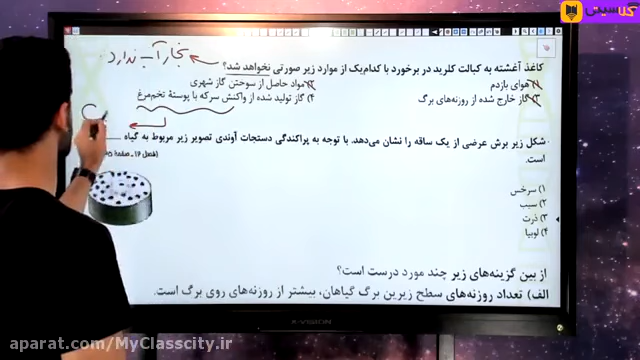 کلاسیتی
بخار آب ندارد
کاغذ آغشته به کبالت کلرید در برخورد با کدام‌یک از موارد زیر صورتی نخواهد شد؟
۱) هوای بازدم
۲) مواد حاصل از سوختن گاز شهری
۳) گاز خارج شده از روزنه‌های برگ
۴) گاز تولید شده از واکنش سرکه با پوستهٔ تخم‌مرغ
شکل زیر برش عرضی از یک ساقه را نشان می‌دهد. با توجه به پراکندگی دستجات آوندی تصویر زیر مربوط به گیاه
است.
۱) سرخس
۲) سیب
۳) ذرت
۴) لوبیا
از بین گزینه‌های زیر چند مورد درست است؟
الف) تعداد روزنه‌های سطح زیرین برگ گیاهان، بیشتر از روزنه‌های روی برگ است.
A-VISION
aparat.com/MyClasscity.ir